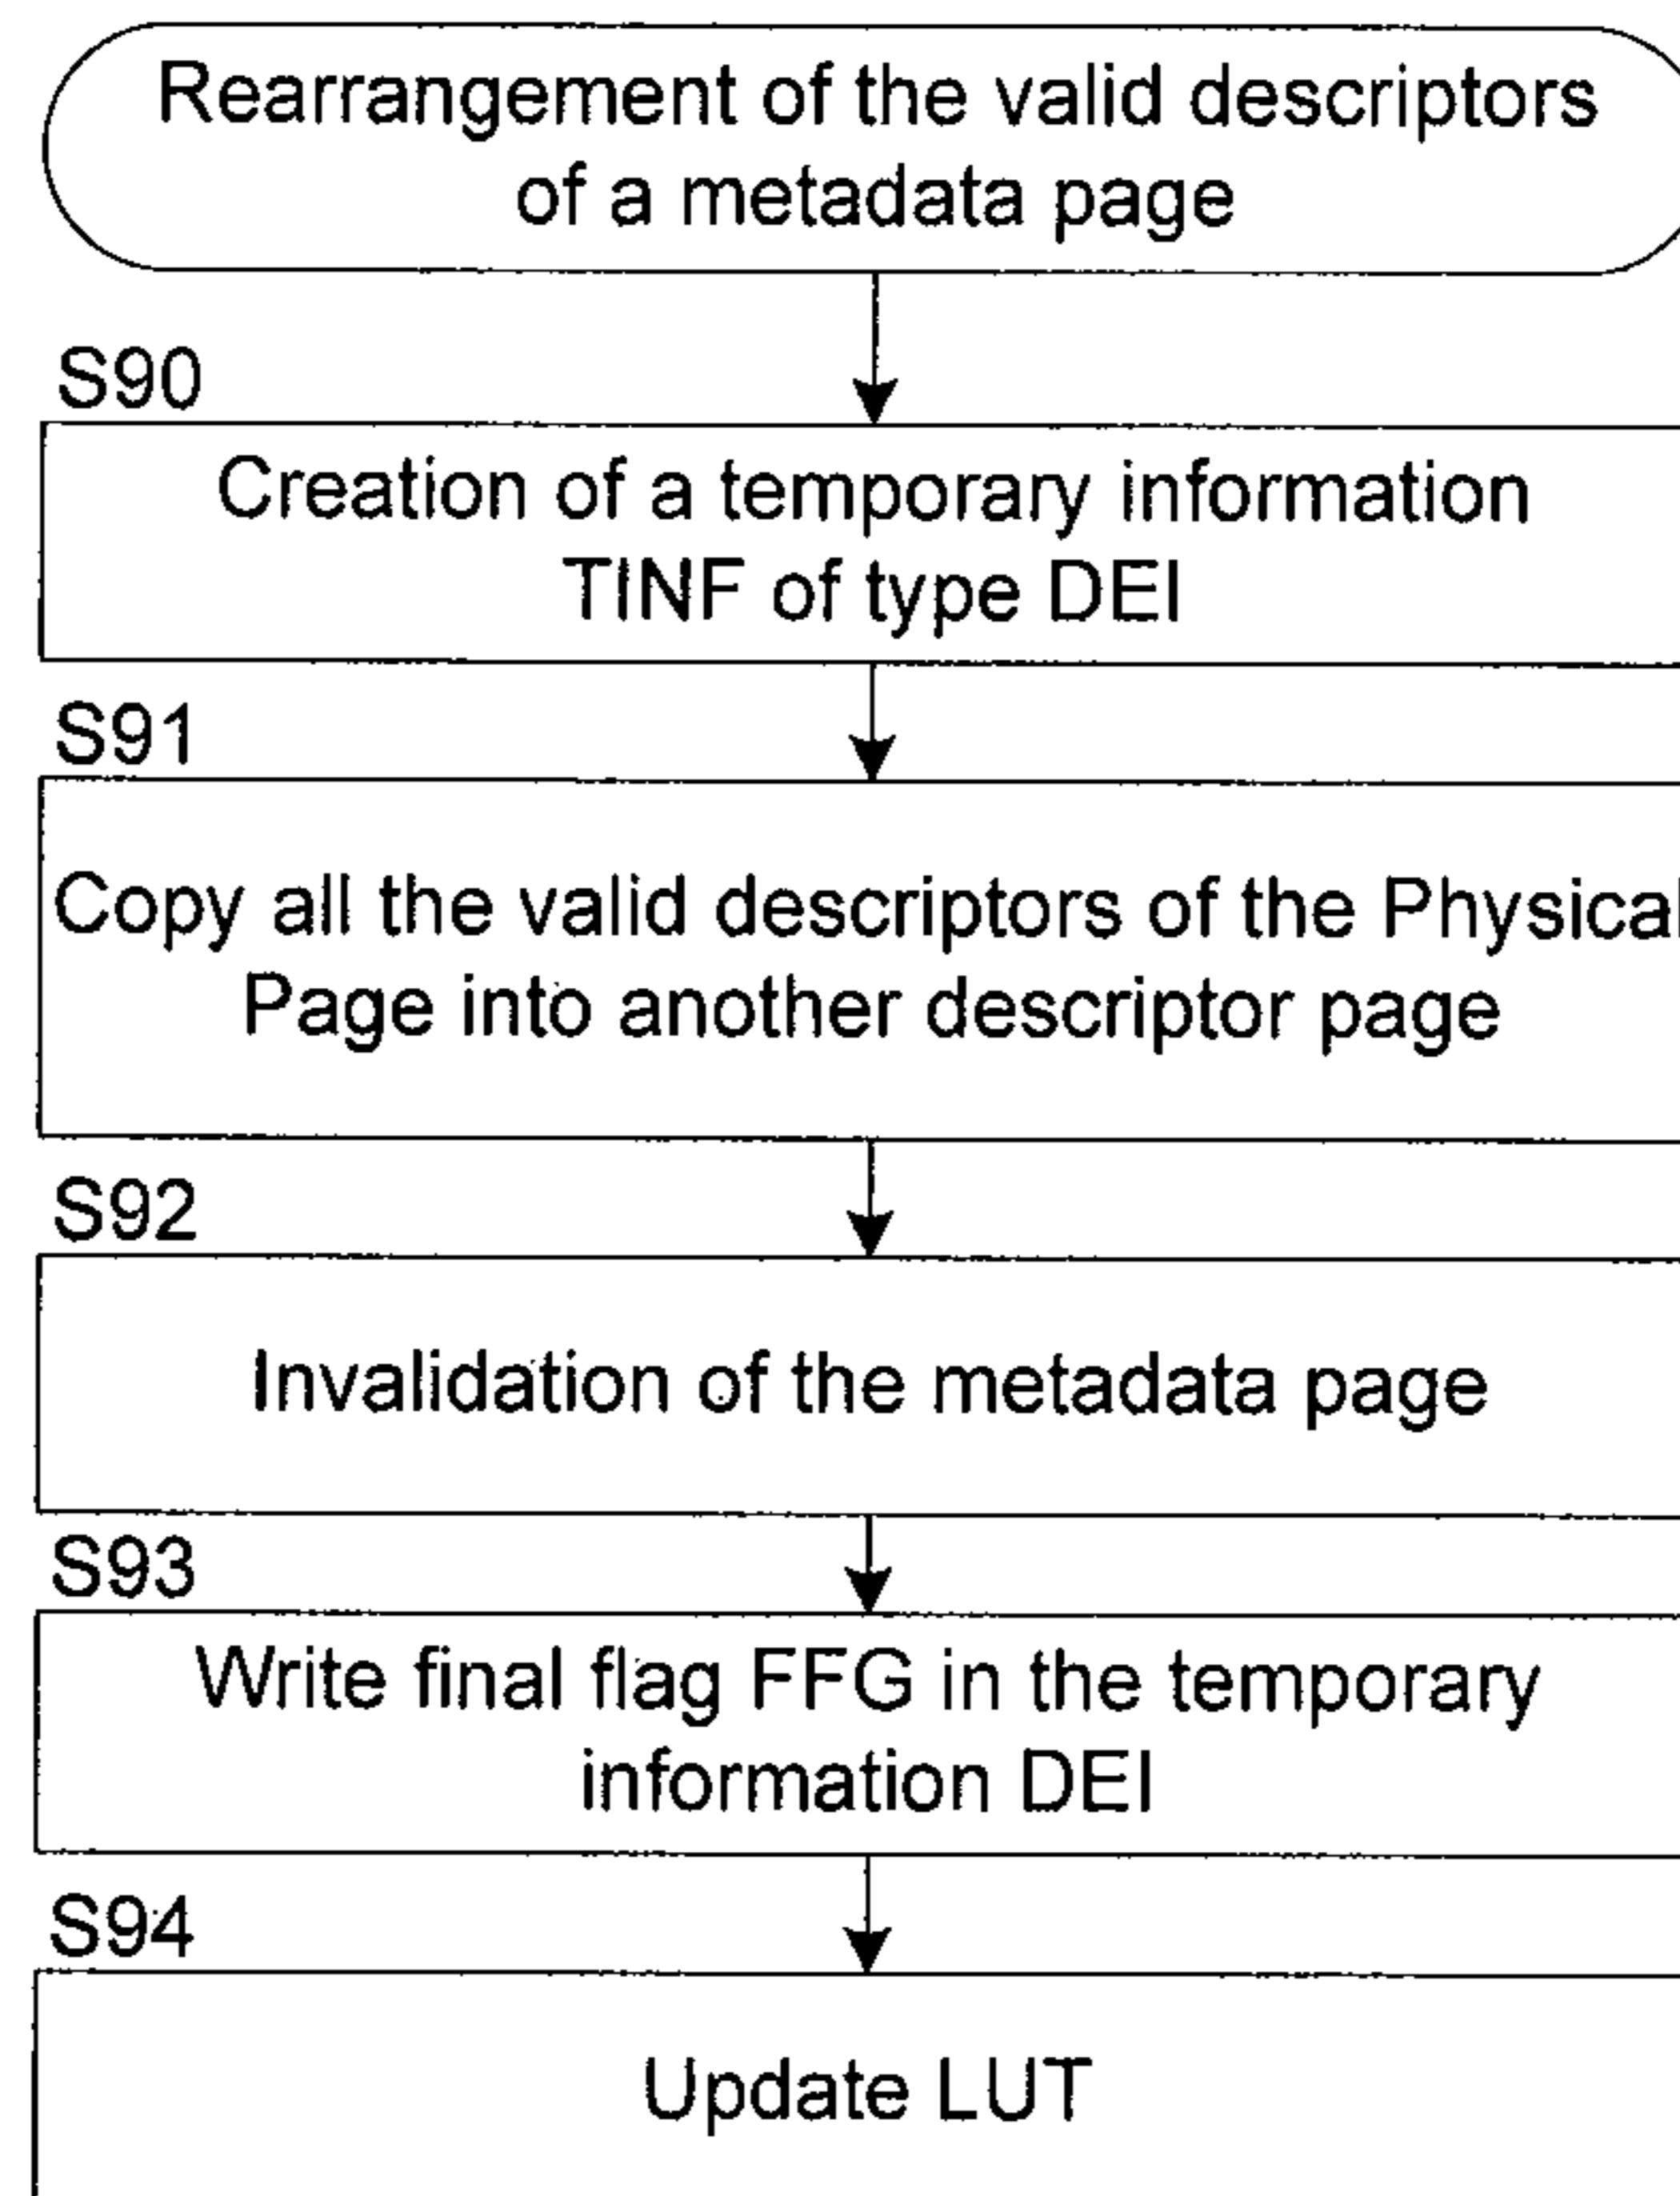 Rearrangement of the valid descriptors
of a metadata page
S90
Creation of a temporary information
TINF of type DEI
S91
Copy all the valid descriptors of the Physical
Page into another descriptor page
S92
Invalidation of the metadata page
S93
Write final flag FFG in the temporary
information DEI
S94
Update LUT